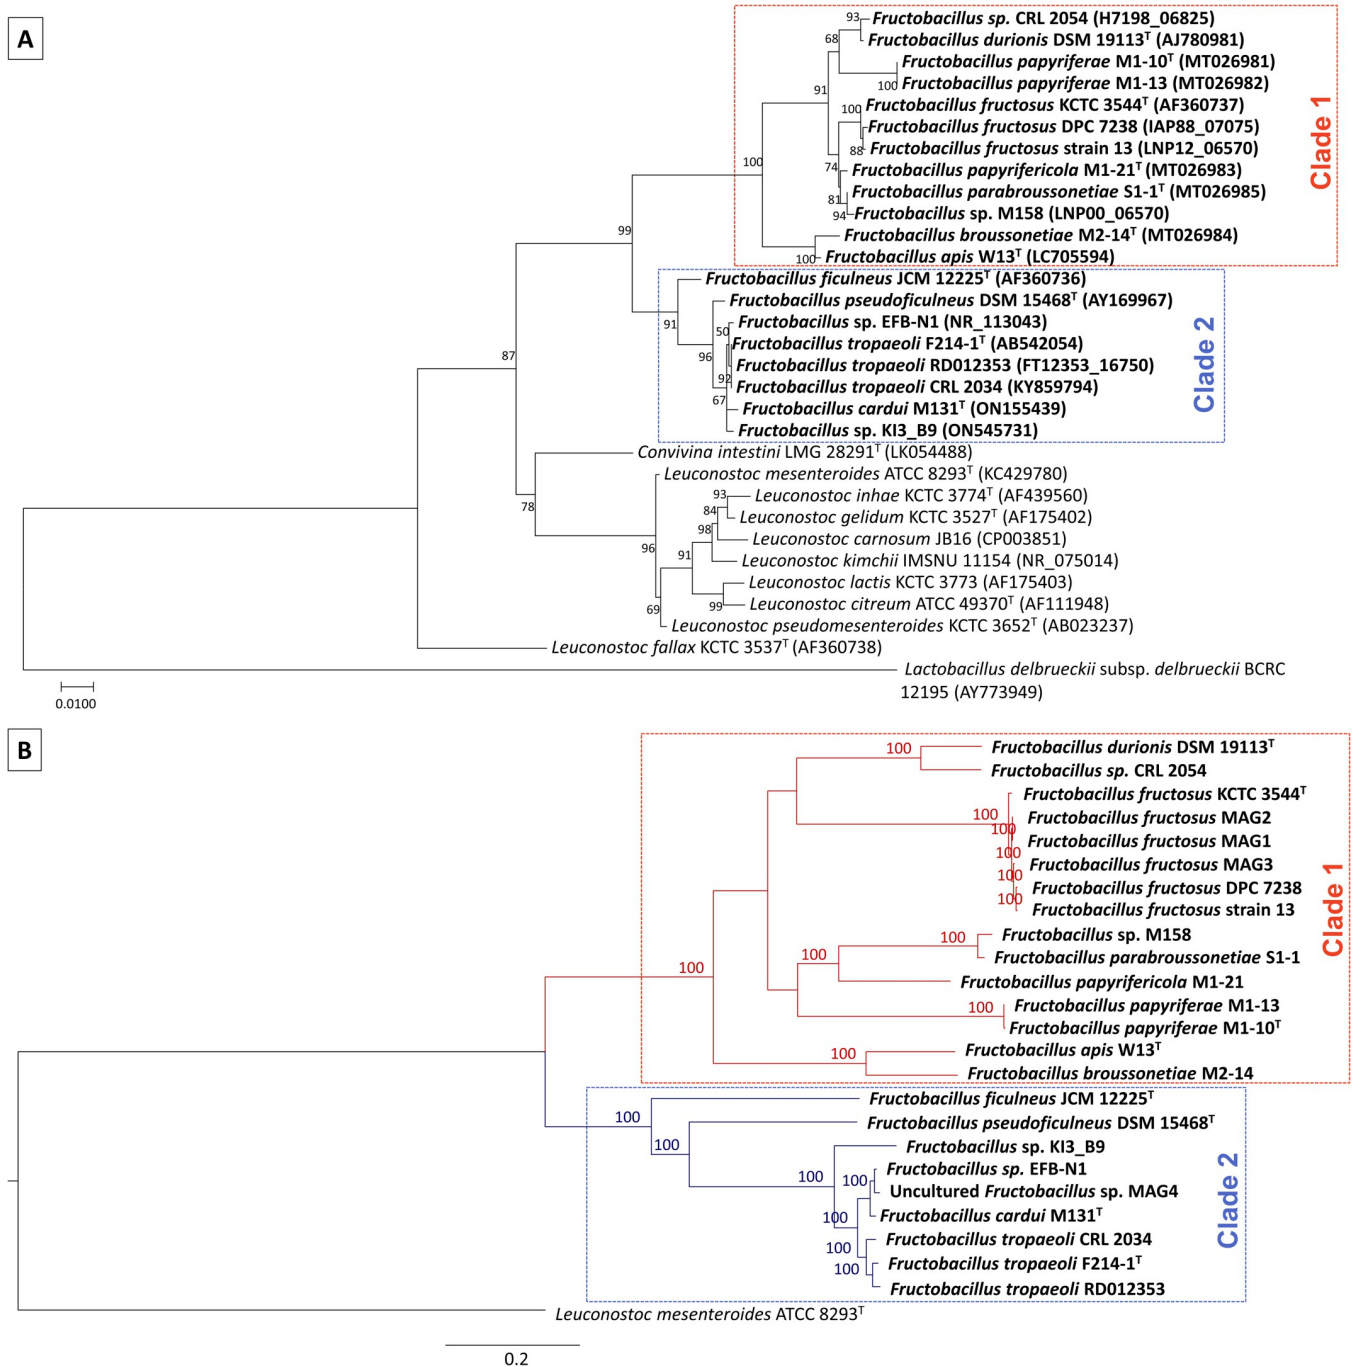 A
93 Fructobacillus sp. CRL 2054 (H7198_06825)
68 Fructobacillus durionis DSM 19113T (AJ780981)
Fructobacillus papyriferae M1-10T (MT026981)
100 Fructobacillus papyriferae M1-13 (MT026982)
91
100 Fructobacillus fructosus KCTC 3544T (AF360737)
Fructobacillus fructosus DPC 7238 (IAP88_07075)
88 Fructobacillus fructosus strain 13 (LNP12_06570)
Clade 1
100
74 Fructobacillus papyrifericola M1-21T (MT026983)
Fructobacillus parabroussonetiae S1-1T (MT026985)
81
94 Fructobacillus sp. M158 (LNP00_06570)
99
Fructobacillus broussonetiae M2-14T (MT026984)
100 Fructobacillus apis W13T (LC705594)
Fructobacillus ficulneus JCM 12225T (AF360736)
Fructobacillus pseudoficulneus DSM 15468T (AY169967)
91
50 Fructobacillus sp. EFB-N1 (NR_113043)
Fructobacillus tropaeoli F214-1T (AB542054)
87
96
Fructobacillus tropaeoli RD012353 (FT12353_16750)
92
Fructobacillus tropaeoli CRL 2034 (KY859794)
67
Fructobacillus cardui M131T (ON155439)
Fructobacillus sp. KI3_B9 (ON545731)
Clade 2
Convivina intestini LMG 28291T (LK054488)
Leuconostoc mesenteroides ATCC 8293T (KC429780)
93 Leuconostoc inhae KCTC 3774T (AF439560)
78
84
Leuconostoc gelidum KCTC 3527T (AF175402)
98
Leuconostoc carnosum JB16 (CP003851)
96
91
Leuconostoc kimchii IMSNU 11154 (NR_075014)
Leuconostoc lactis KCTC 3773 (AF175403)
99 Leuconostoc citreum ATCC 49370T (AF111948)
69
Leuconostoc pseudomesenteroides KCTC 3652T (AB023237)
Leuconostoc fallax KCTC 3537T (AF360738)
Lactobacillus delbrueckii subsp. delbrueckii BCRC
12195 (AY773949)
0.0100
B
100 Fructobacillus durionis DSM 19113T
Fructobacillus sp. CRL 2054
Fructobacillus fructosus KCTC 3544T
100 Fructobacillus fructosus MAG2
100
Fructobacillus fructosus MAG1
100
Fructobacillus fructosus MAG3
100
Fructobacillus fructosus DPC 7238
100
Fructobacillus fructosus strain 13
Clade 1
100 Fructobacillus sp. M158
100 Fructobacillus parabroussonetiae S1-1
100
Fructobacillus papyrifericola M1-21
100 Fructobacillus papyriferae M1-13
Fructobacillus papyriferae M1-10T
100 Fructobacillus apis W13T
Fructobacillus broussonetiae M2-14
Fructobacillus ficulneus JCM 12225T
100
Fructobacillus pseudoficulneus DSM 15468T
100
Fructobacillus sp. KI3_B9
Fructobacillus sp. EFB-N1
100
100
Uncultured Fructobacillus sp. MAG4
100
Fructobacillus cardui M131T
Fructobacillus tropaeoli CRL 2034
100
Fructobacillus tropaeoli F214-1T
100
Fructobacillus tropaeoli RD012353
Clade 2
Leuconostoc mesenteroides ATCC 8293T
0.2